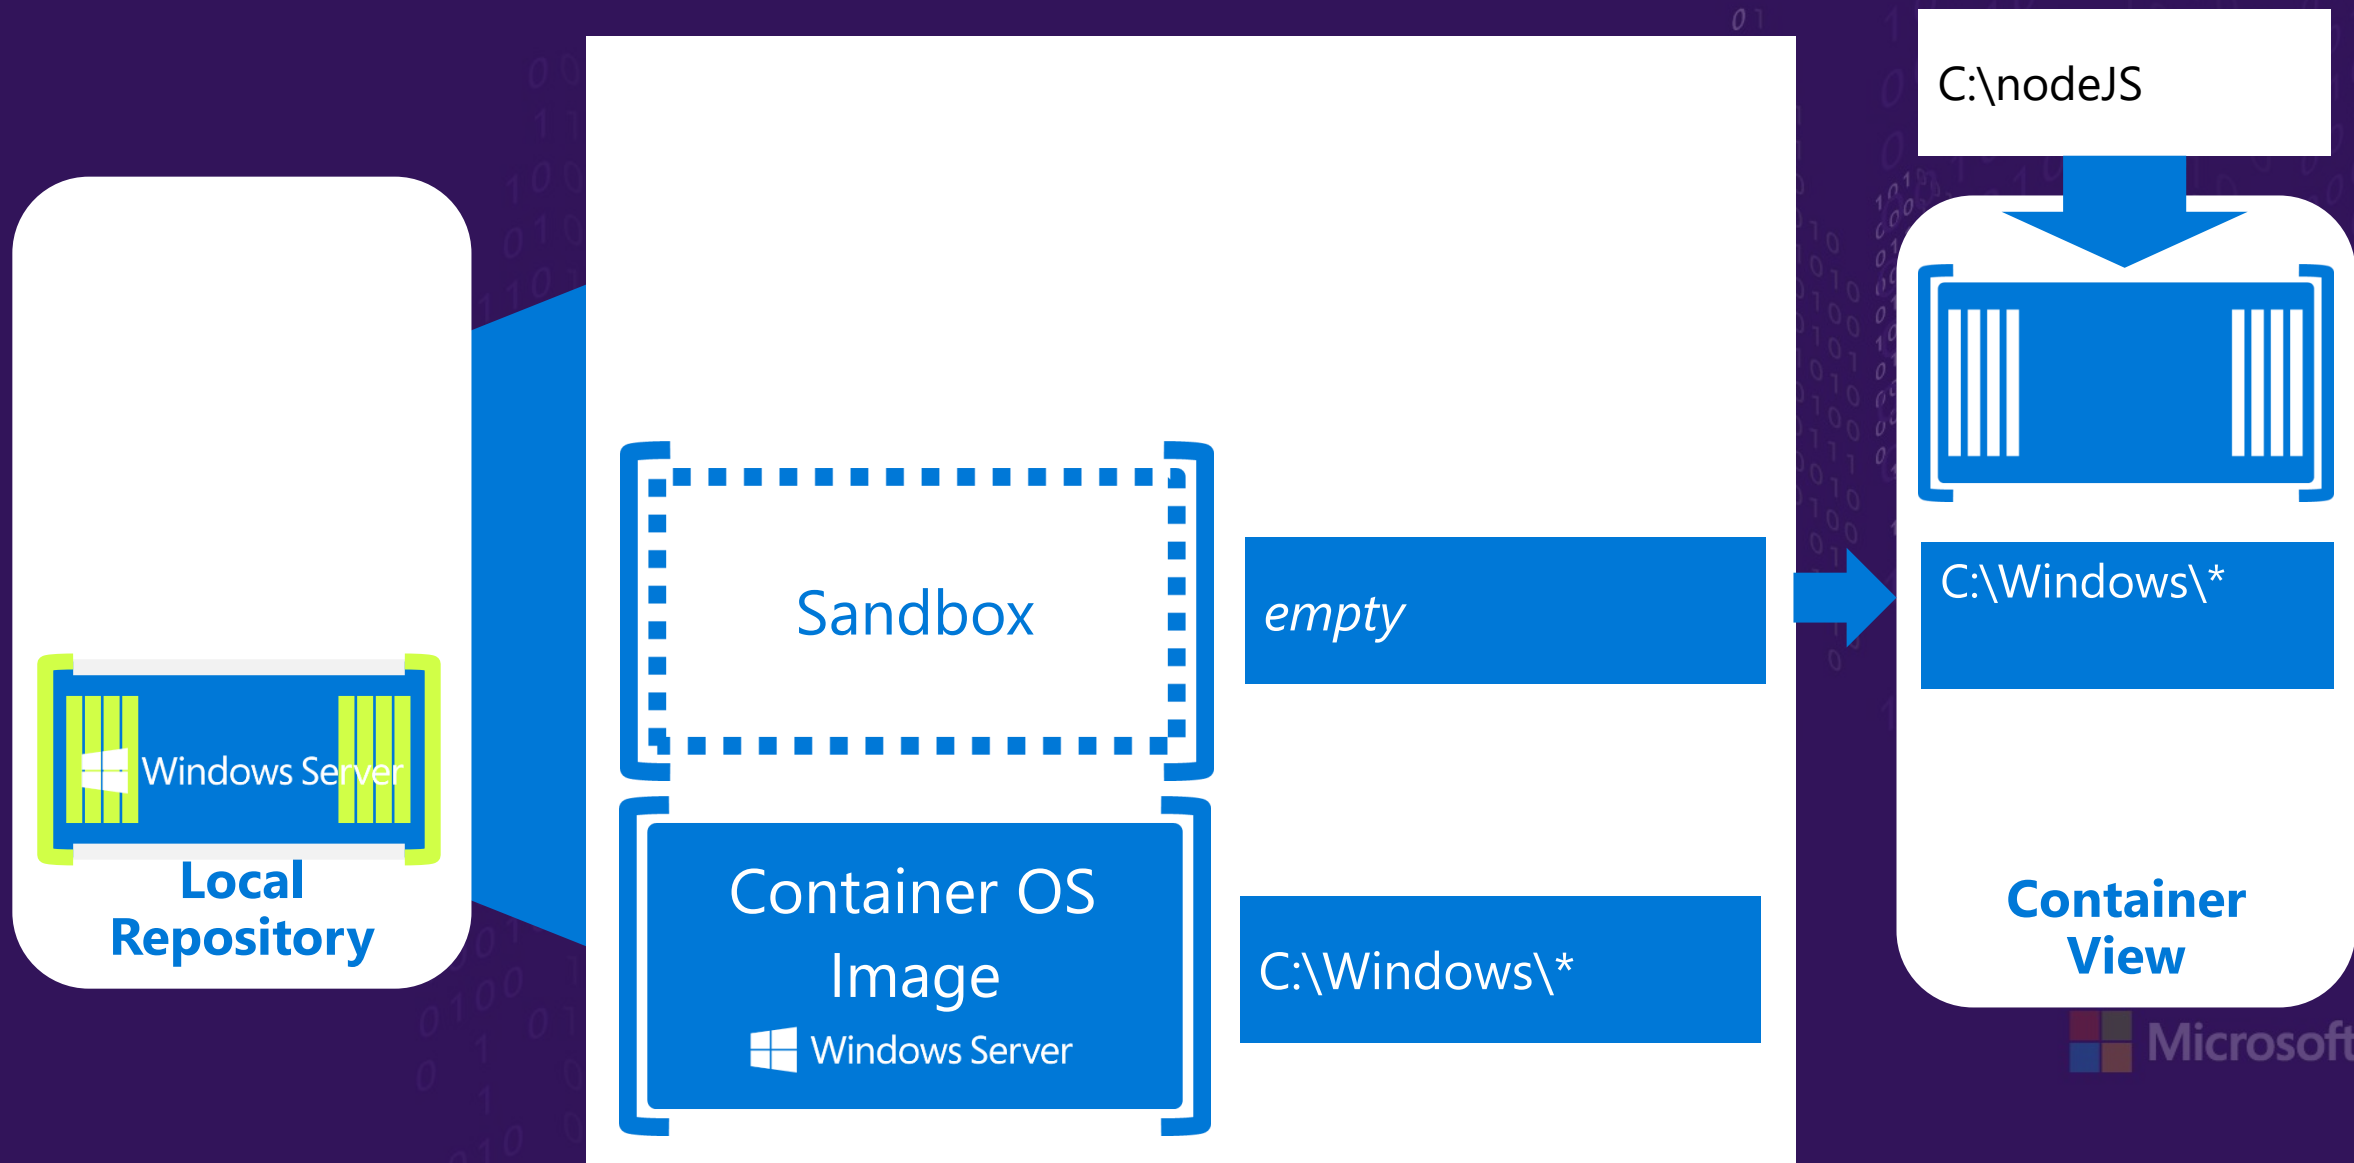 C:\nodeJS
Windows Server
Local
Repository
Sandbox
empty
Container OS
Image
Windows Server
C:\Windows\*
C:\Windows\*
Container
View
Microsoft